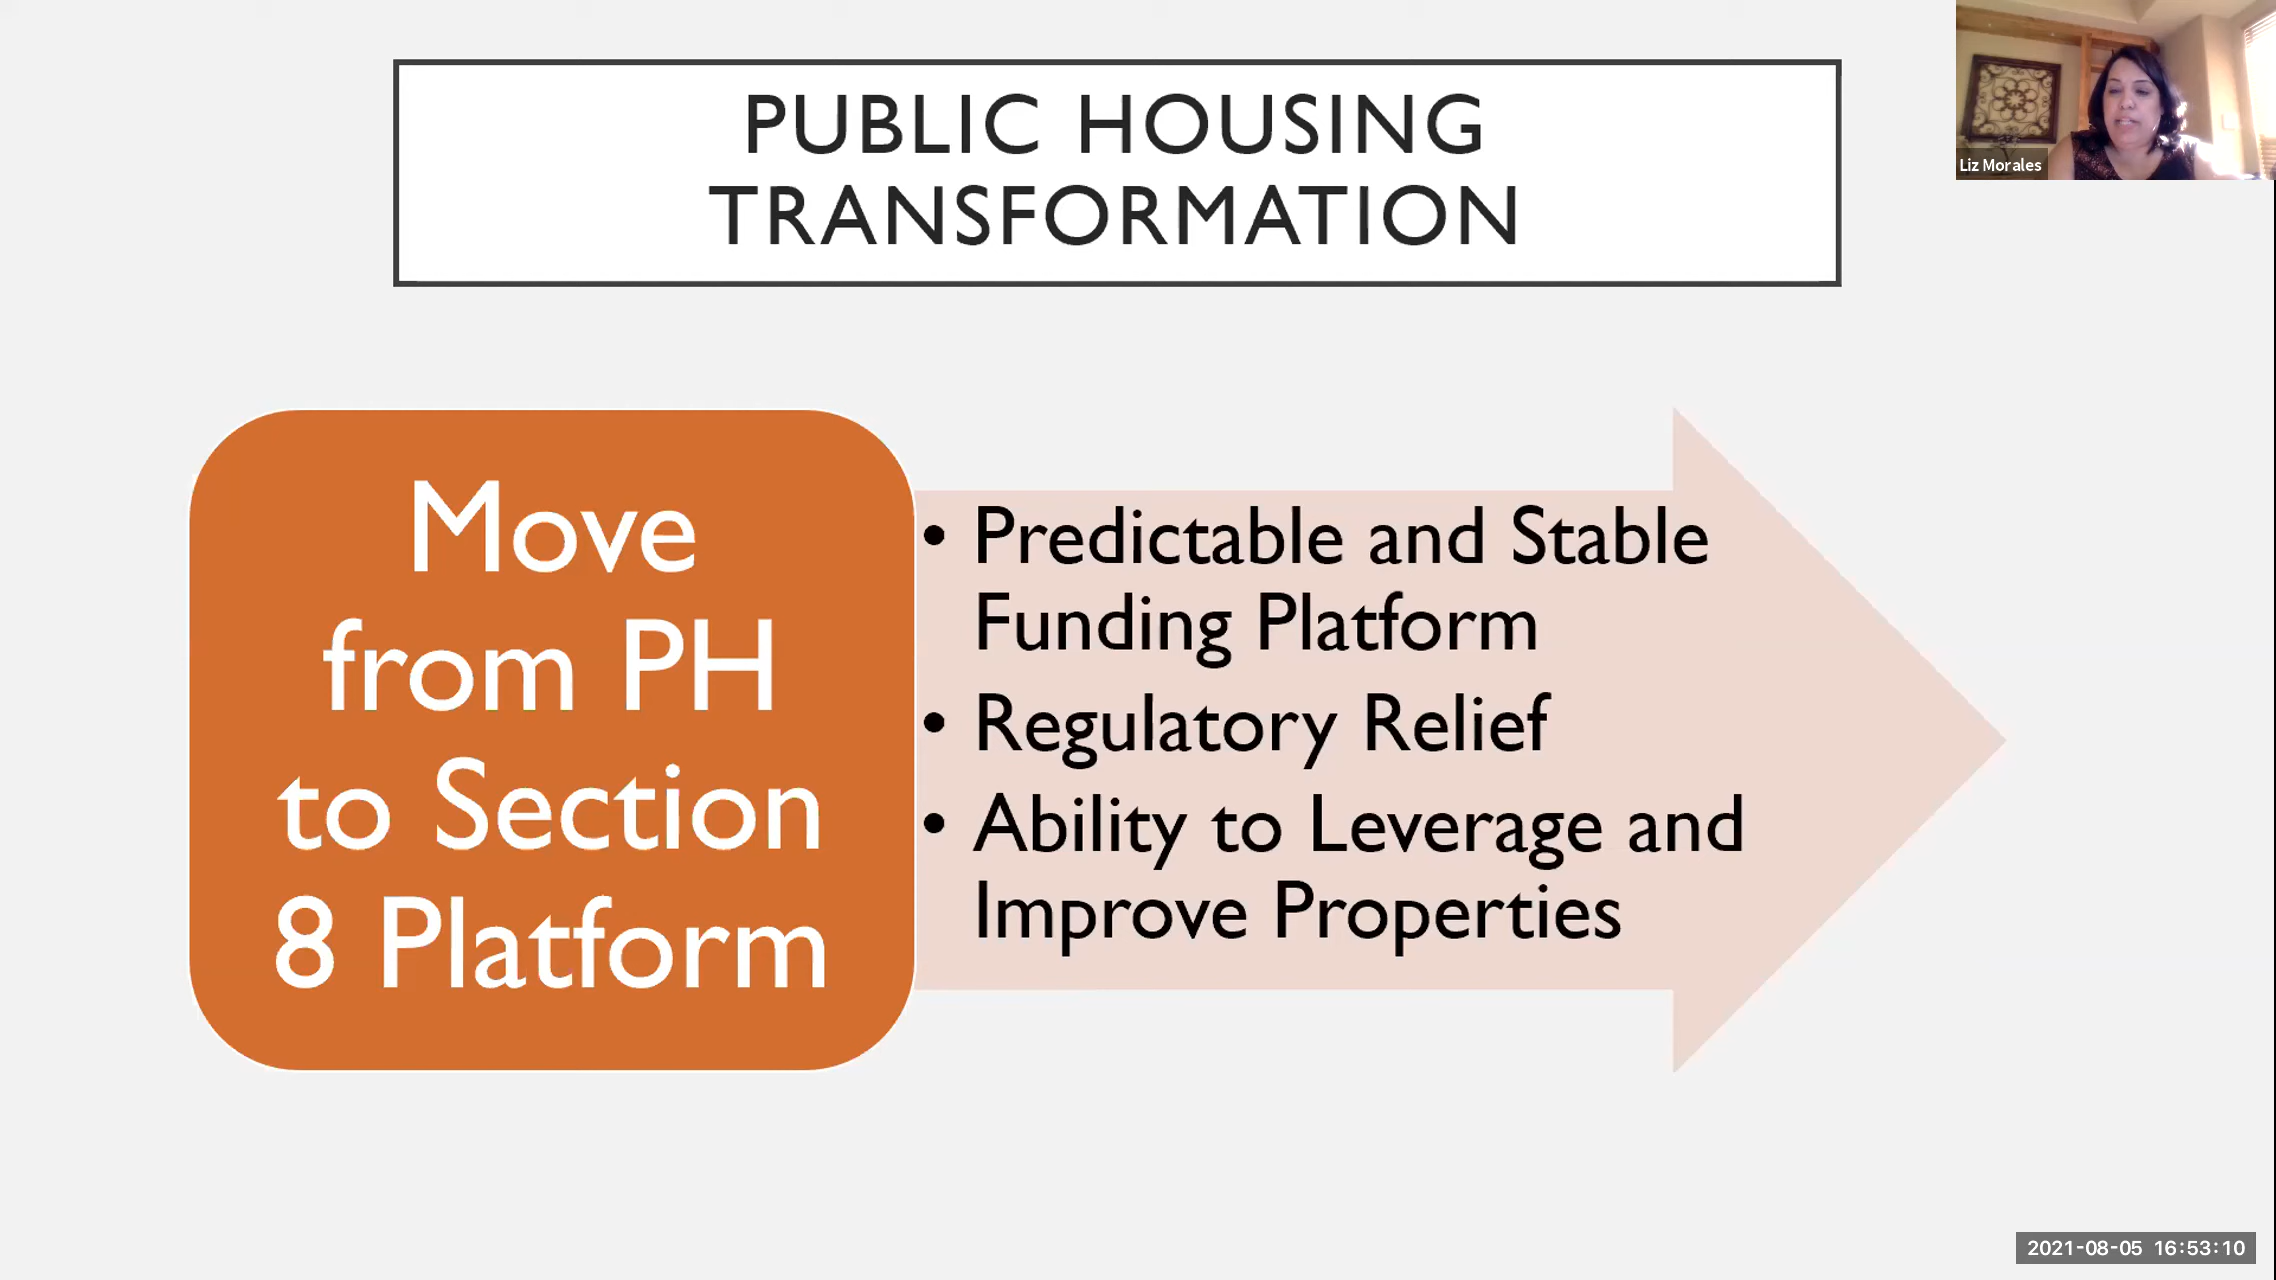 PUBLIC HOUSING
TRANSFORMATION
Liz Morales
Move
from PH
to Section
8 Platform
• Predictable and Stable
Funding Platform
• Regulatory Relief
• Ability to Leverage and
Improve Properties
2021-08-05 16:53:10